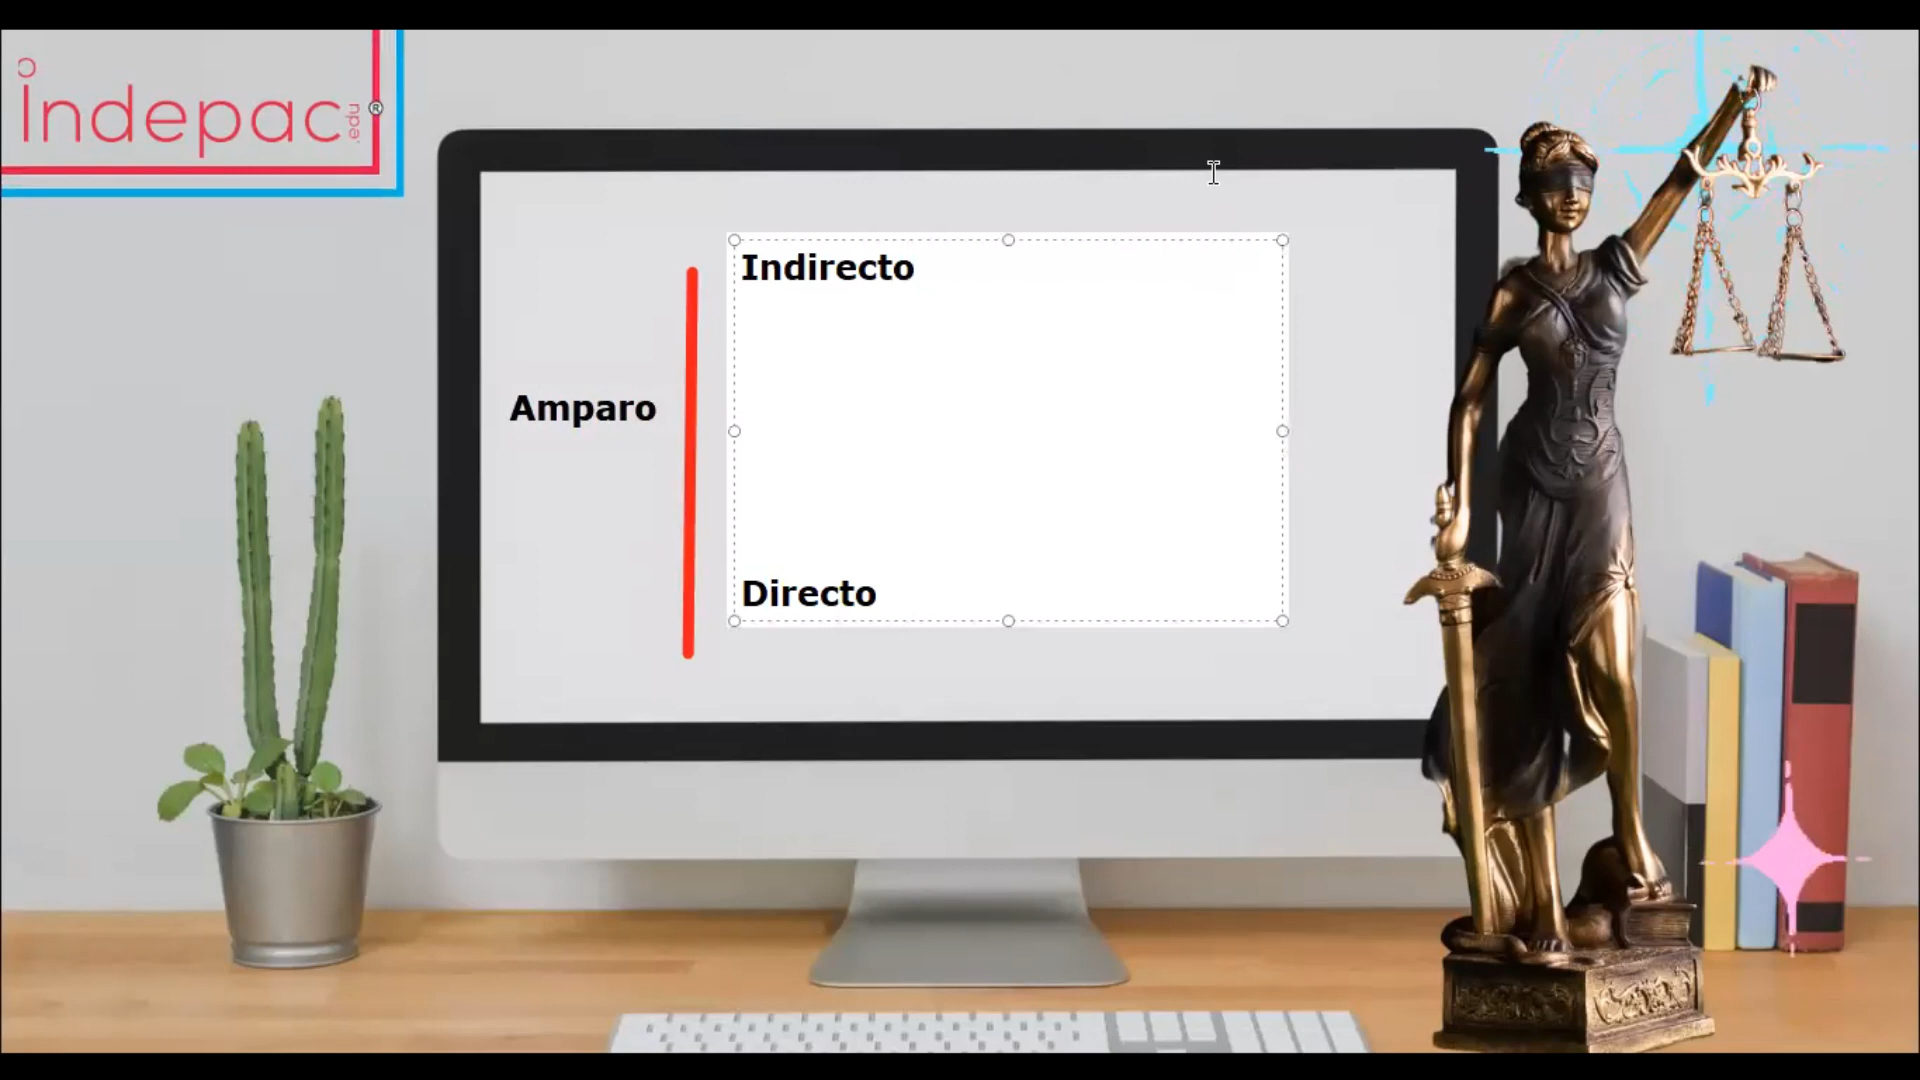 Indepac
.edu
®
Indirecto
Amparo
Directo